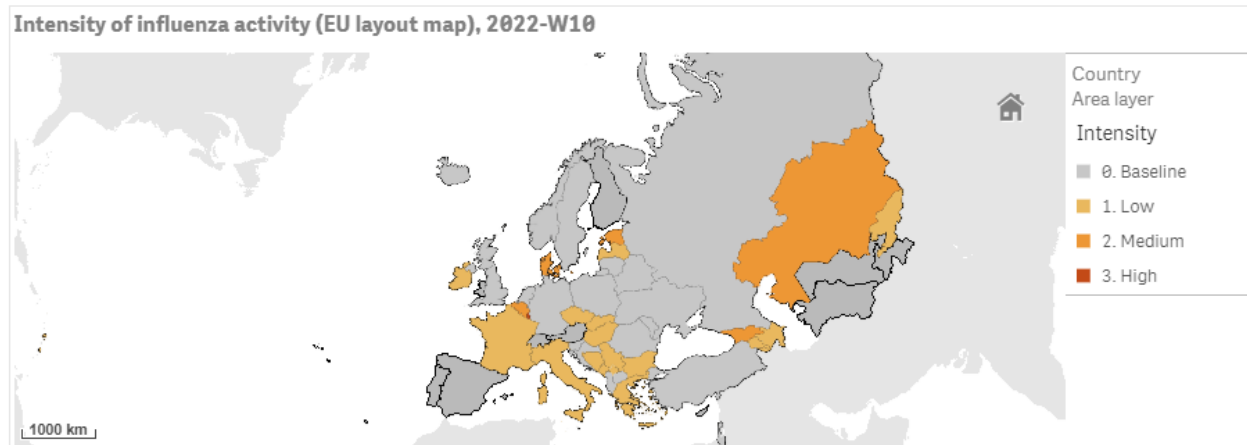 Intensity of influenza activity (EU layout map), 2022-W10
Country
Area layer
Intensity
0. Baseline
1. Low
2. Medium
3. High
1000 km